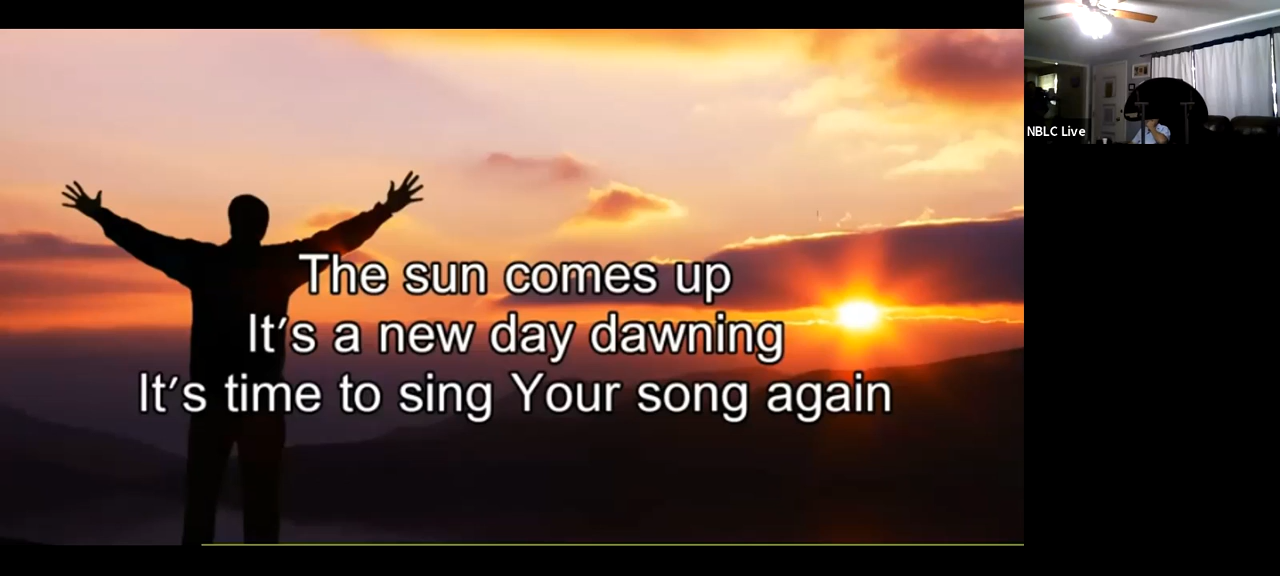 The sun comes up
It's a new day dawning
It's time to sing Your song again
NBLC Live